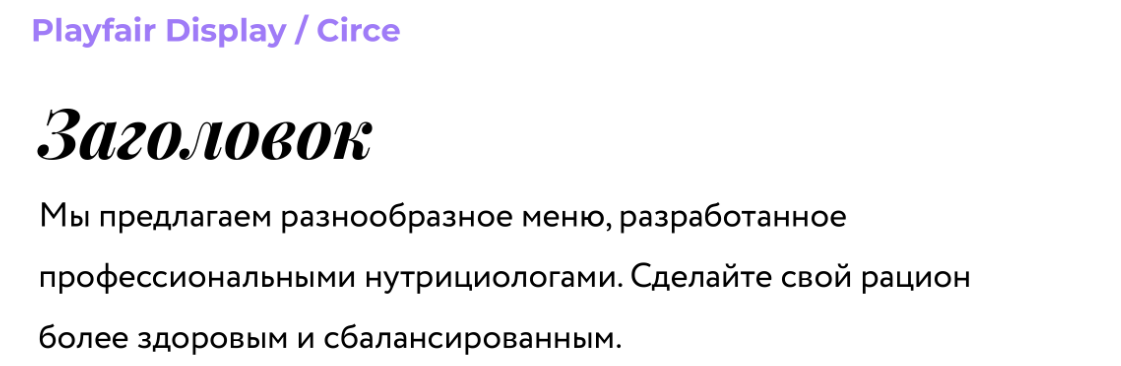 Playfair Display / Circe
Заголовок
Мы предлагаем разнообразное меню, разработанное
профессиональными нутрициологами. Сделайте свой рацион
более здоровым и сбалансированным.